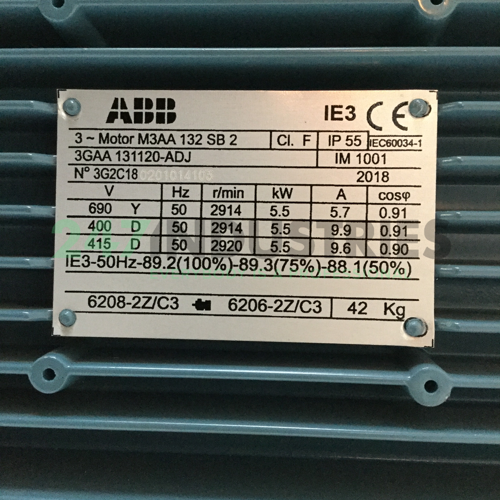 ABB IE3 CE
3 ~ Motor M3AA 132 SB 2 Cl. F IP 55 IEC60034-1
3GAA 131120-ADJ IM 1001
N° 3G2C180201014103 2018
V Hz r/min kW A cosφ
690 Y 50 2914 5.5 5.7 0.91
400 D 50 2914 5.5 9.9 0.91
415 D 50 2920 5.5 9.6 0.90
IE3-50Hz-89.2(100%)-89.3(75%)-88.1(50%)
6208-2Z/C3 6206-2Z/C3 42 Kg